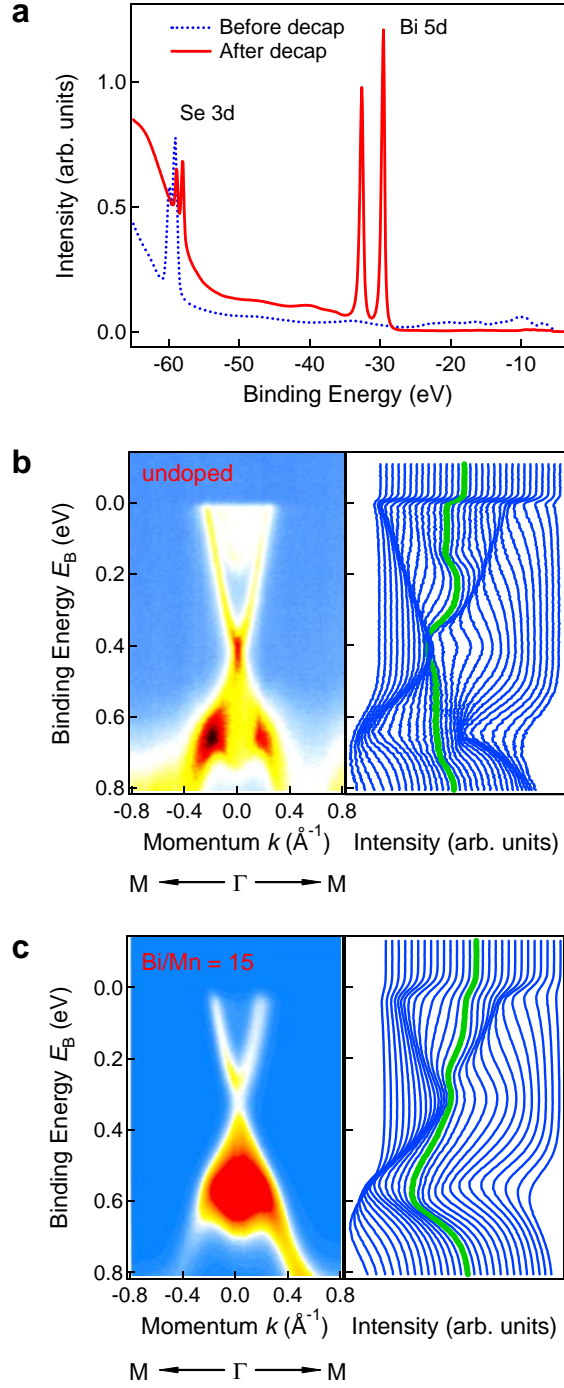 a
Before decap
After decap
Bi 5d
Se 3d
1.0
0.5
0.0
Intensity (arb. units)
-60 -50 -40 -30 -20 -10
Binding Energy (eV)
b
undoped
0.0
0.2
0.4
0.6
0.8
Binding Energy E_B (eV)
-0.8 -0.4 0.0 0.4 0.8
Momentum k (Å⁻¹)
Intensity (arb. units)
M Γ M
c
Bi/Mn = 15
0.0
0.2
0.4
0.6
0.8
Binding Energy E_B (eV)
-0.8 -0.4 0.0 0.4 0.8
Momentum k (Å⁻¹)
Intensity (arb. units)
M Γ M